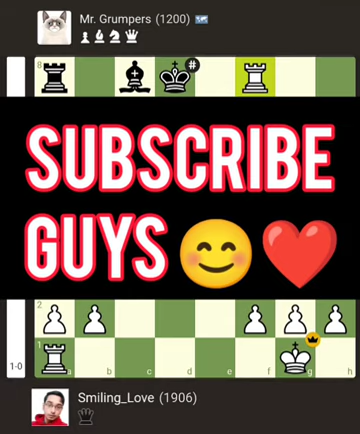 Mr. Grumpers (1200)
8
#
SUBSCRIBE
GUYS
2
1-0
1
a
b
c
d
e
f
g
h
Smiling_Love (1906)